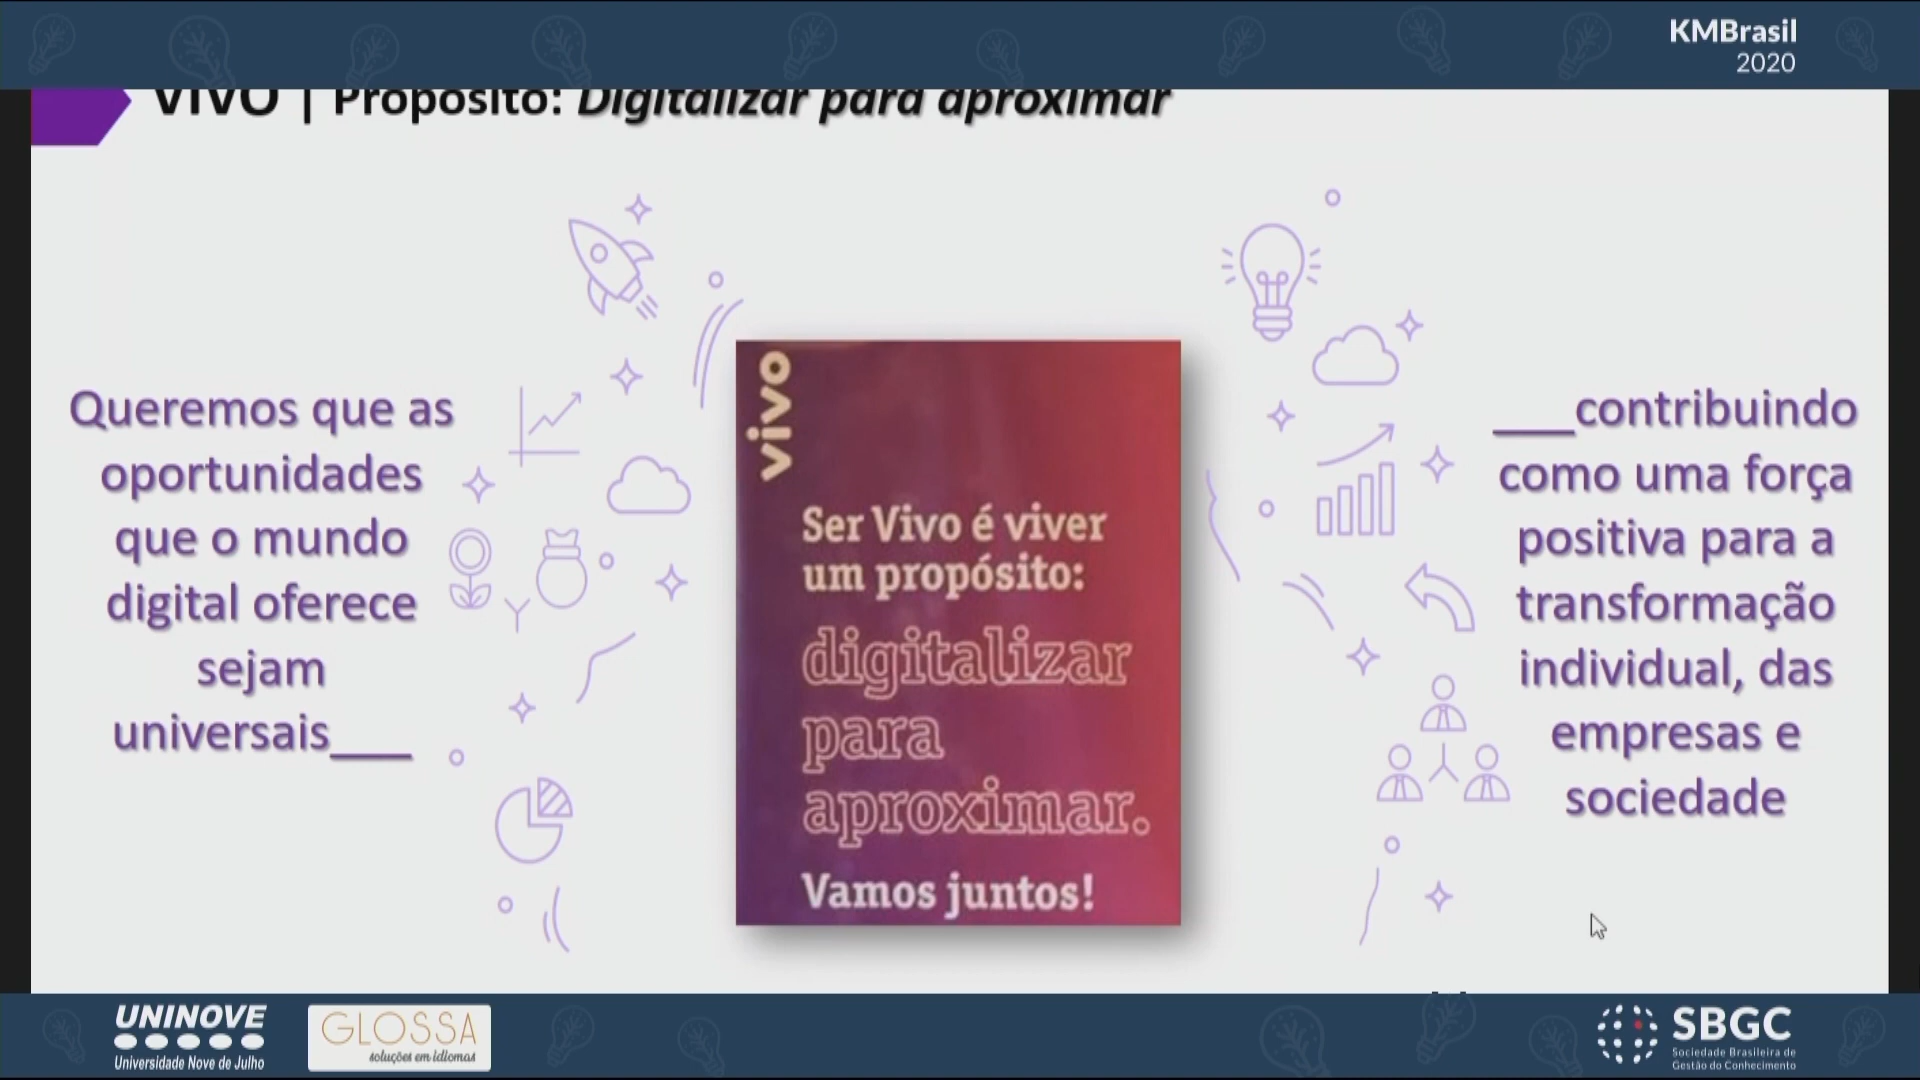 KMBrasil
2020
VIVO | Propósito: Digitalizar para aproximar
Queremos que as
oportunidades
que o mundo
digital oferece
sejam
universais___
vivo
Ser Vivo é viver
um propósito:
digitalizar
para
aproximar.
Vamos juntos!
___contribuindo
como uma força
positiva para a
transformação
individual, das
empresas e
sociedade
UNINOVE
Universidade Nove de Julho
GLOSSA
soluções em idiomas
SBGC
Sociedade Brasileira de
Gestão do Conhecimento